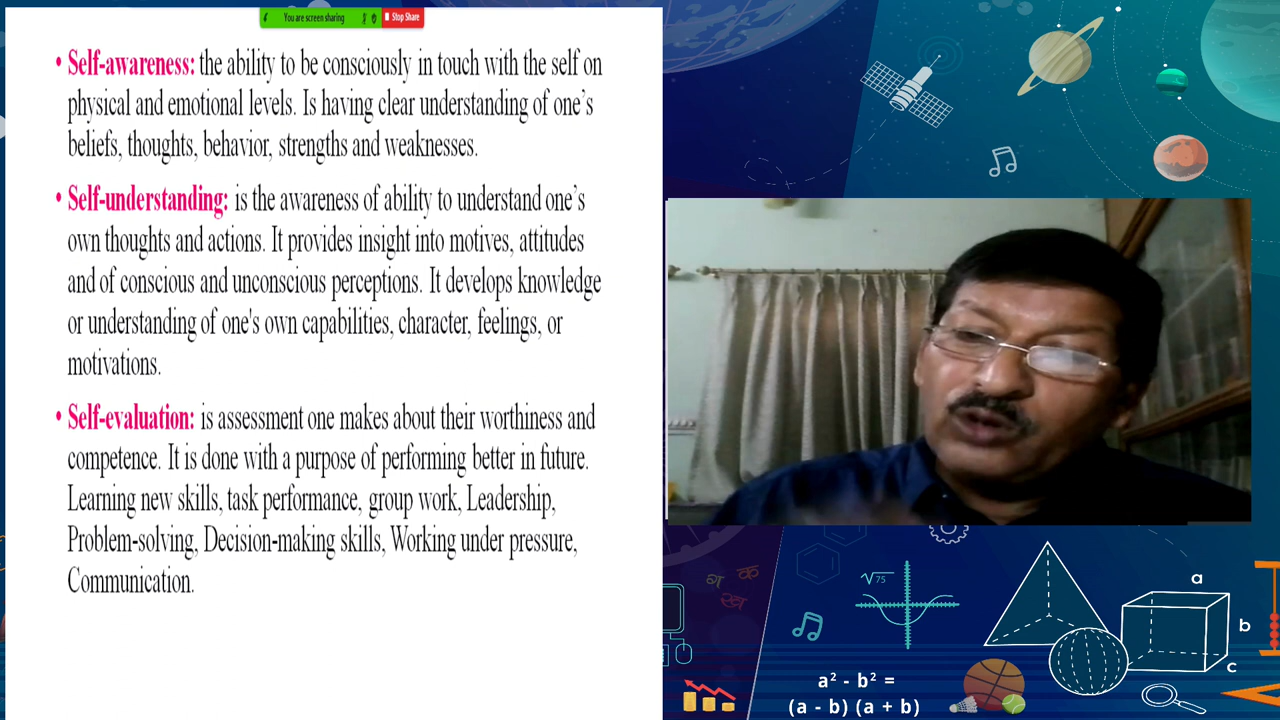 You are screen sharing
Stop Share
• Self-awareness: the ability to be consciously in touch with the self on
physical and emotional levels. Is having clear understanding of one’s
beliefs, thoughts, behavior, strengths and weaknesses.
• Self-understanding: is the awareness of ability to understand one’s
own thoughts and actions. It provides insight into motives, attitudes
and of conscious and unconscious perceptions. It develops knowledge
or understanding of one's own capabilities, character, feelings, or
motivations.
• Self-evaluation: is assessment one makes about their worthiness and
competence. It is done with a purpose of performing better in future.
Learning new skills, task performance, group work, Leadership,
Problem-solving, Decision-making skills, Working under pressure,
Communication.
ग क
ख
√75
a
b
c
a² - b² =
(a - b) (a + b)